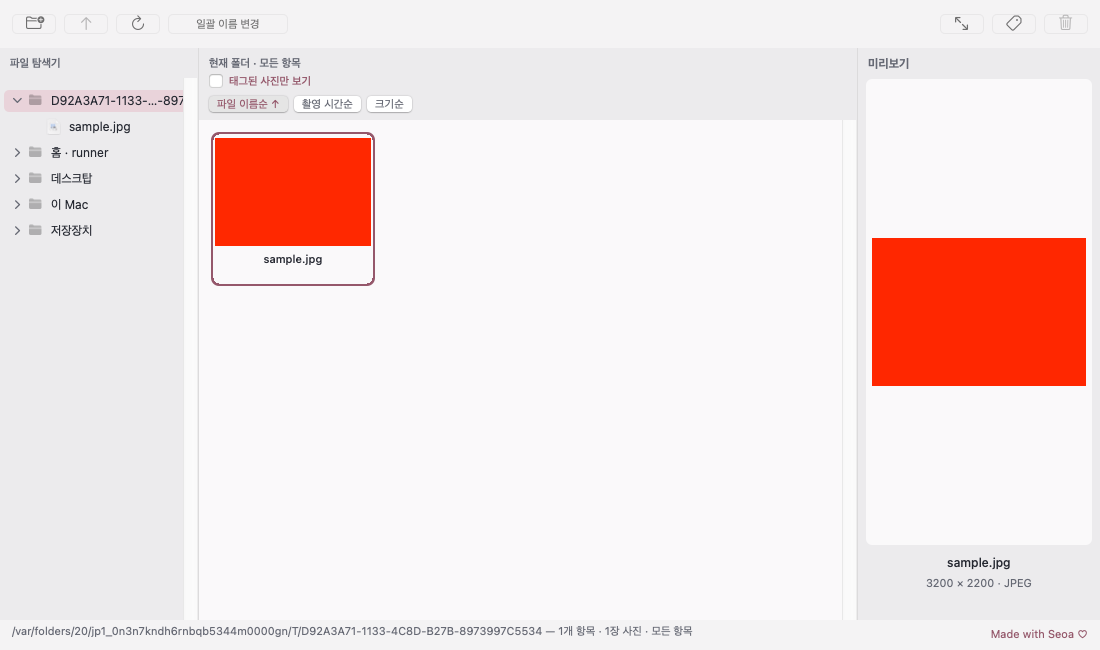 일괄 이름 변경
파일 탐색기
D92A3A71-1133-...-897
sample.jpg
홈 · runner
데스크탑
이 Mac
저장장치
현재 폴더 · 모든 항목
태그된 사진만 보기
파일 이름순 ↑ 촬영 시간순 크기순
sample.jpg
미리보기
sample.jpg
3200 × 2200 · JPEG
/var/folders/20/jp1_0n3n7kndh6rnbqb5344m0000gn/T/D92A3A71-1133-4C8D-B27B-8973997C5534 — 1개 항목 · 1장 사진 · 모든 항목
Made with Seoa ♡